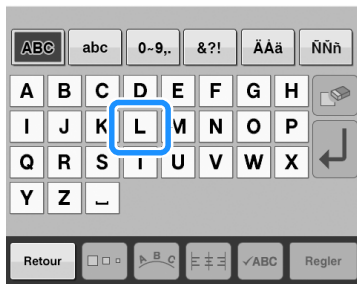 ABC abc 0~9,. &?! ÄÅä ÑÑñ
A B C D E F G H
I J K L M N O P
Q R S T U V W X
Y Z ⎵
Retour A B C ✓ABC Regler